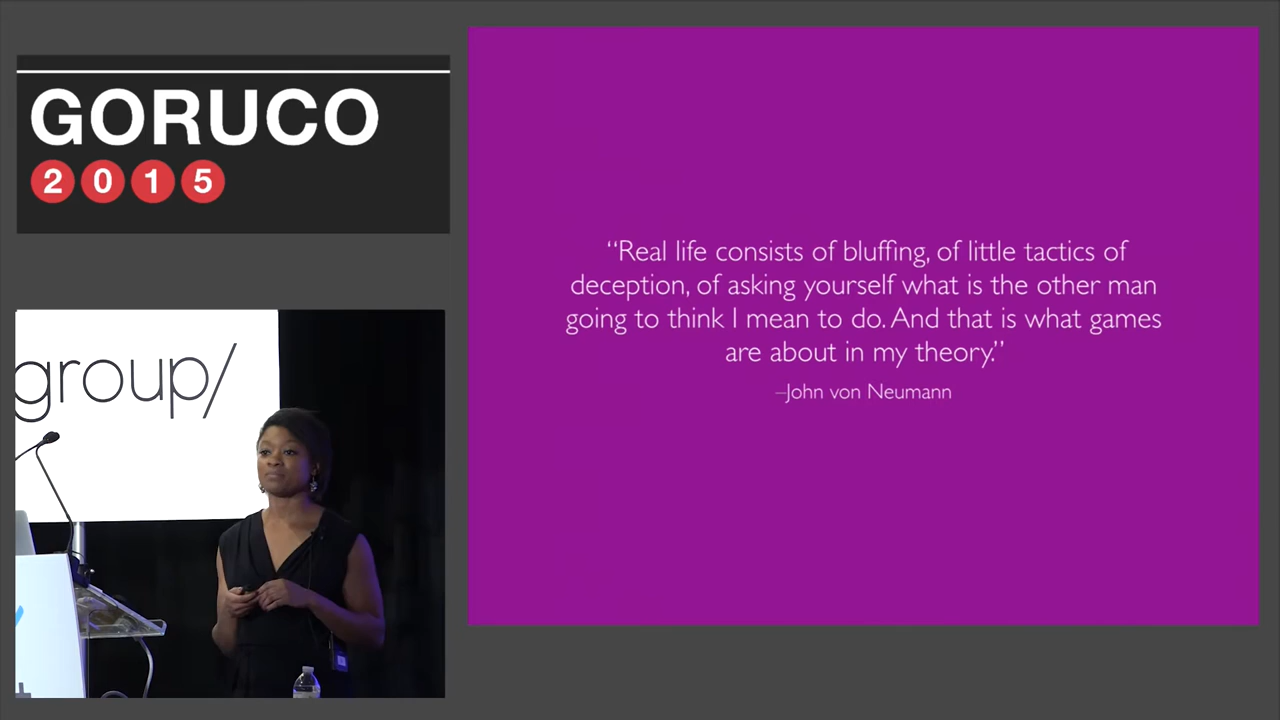 GORUCO
2 0 1 5
group/
“Real life consists of bluffing, of little tactics of
deception, of asking yourself what is the other man
going to think I mean to do. And that is what games
are about in my theory.”
–John von Neumann